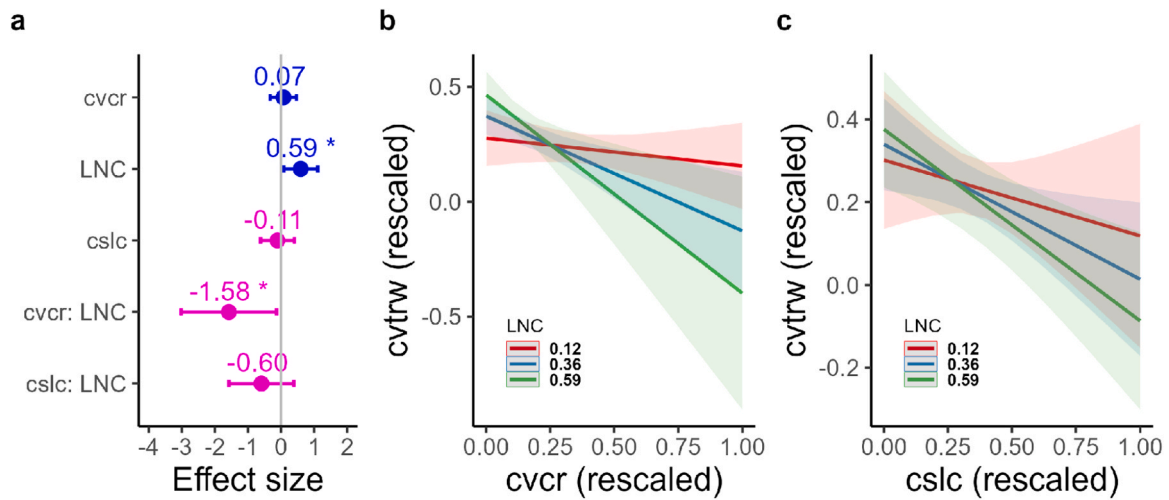 a
cvcr
LNC
cslc
cvcr: LNC
cslc: LNC
0.07
0.59 *
-0.11
-1.58 *
-0.60
-4 -3 -2 -1 0 1 2
Effect size
b
cvtrw (rescaled)
0.5
0.0
-0.5
LNC
0.12
0.36
0.59
0.00 0.25 0.50 0.75 1.00
cvcr (rescaled)
c
cvtrw (rescaled)
0.4
0.2
0.0
-0.2
LNC
0.12
0.36
0.59
0.00 0.25 0.50 0.75 1.00
cslc (rescaled)